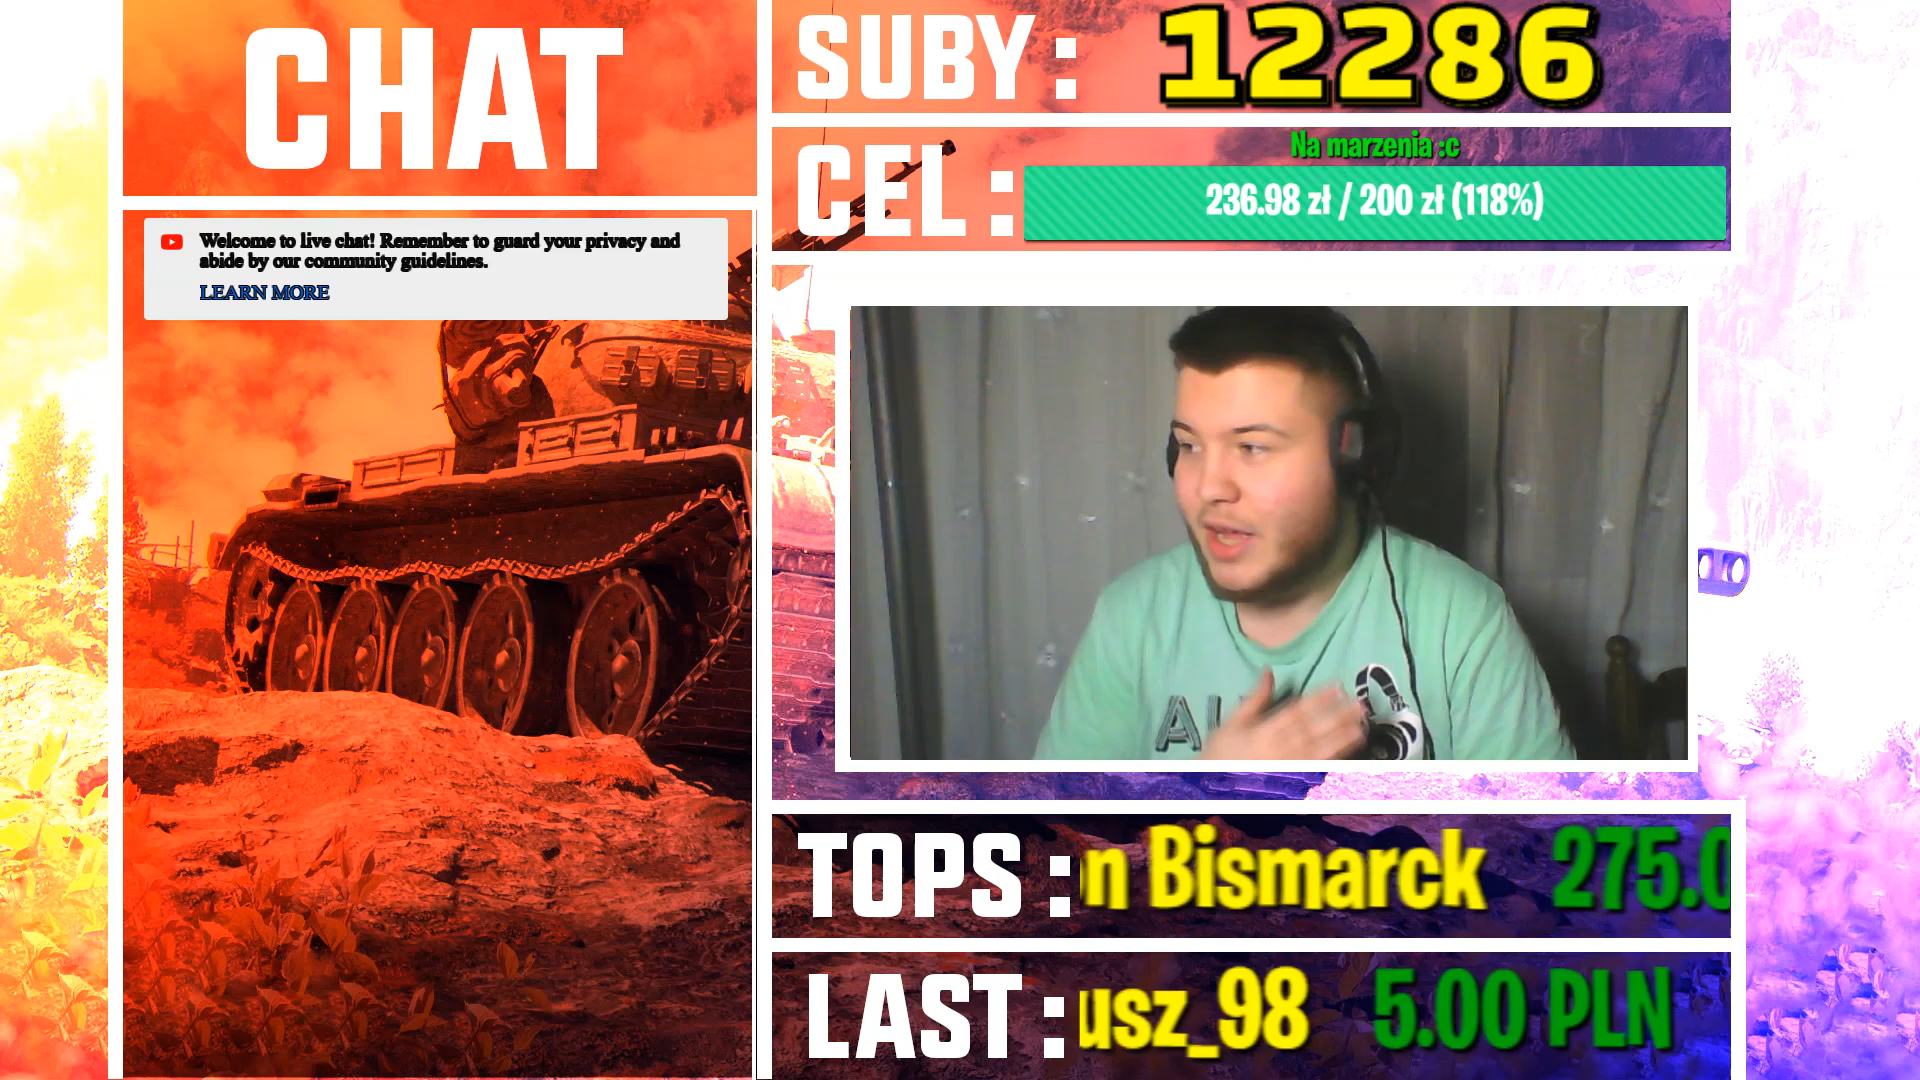 CHAT
Welcome to live chat! Remember to guard your privacy and
abide by our community guidelines.
LEARN MORE
SUBY: 12286
CEL: Na marzenia :c
236.98 zł / 200 zł (118%)
TOPS: n Bismarck 275.0
LAST: usz_98 5.00 PLN